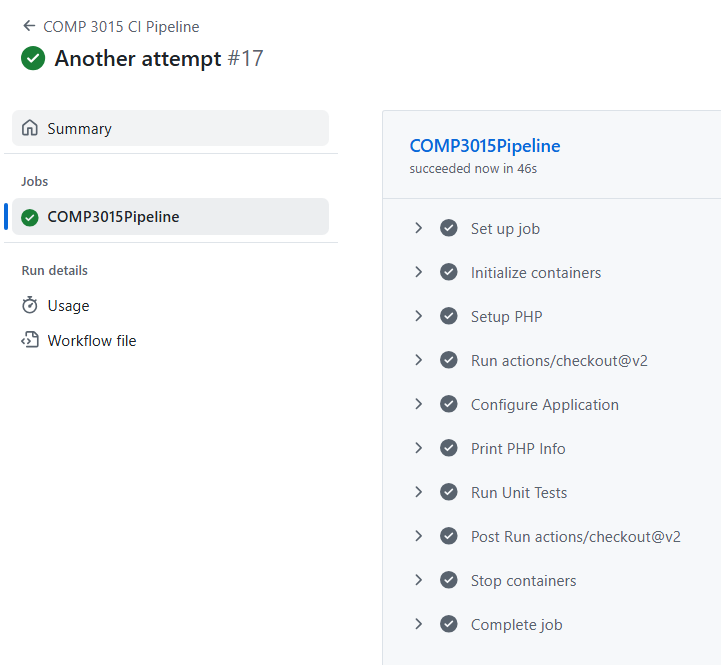 COMP 3015 CI Pipeline
Another attempt #17
Summary
Jobs
COMP3015Pipeline
Run details
Usage
Workflow file
COMP3015Pipeline
succeeded now in 46s
Set up job
Initialize containers
Setup PHP
Run actions/checkout@v2
Configure Application
Print PHP Info
Run Unit Tests
Post Run actions/checkout@v2
Stop containers
Complete job